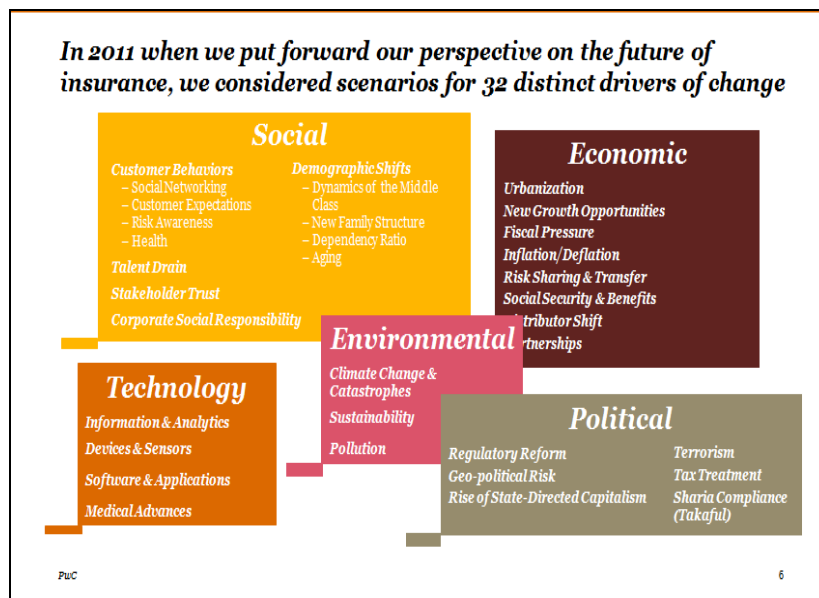 In 2011 when we put forward our perspective on the future of
insurance, we considered scenarios for 32 distinct drivers of change
Social
Customer Behaviors
– Social Networking
– Customer Expectations
– Risk Awareness
– Health
Talent Drain
Stakeholder Trust
Corporate Social Responsibility
Demographic Shifts
– Dynamics of the Middle
Class
– New Family Structure
– Dependency Ratio
– Aging
Economic
Urbanization
New Growth Opportunities
Fiscal Pressure
Inflation/Deflation
Risk Sharing & Transfer
Social Security & Benefits
Shift
Environmental
Climate Change &
Catastrophes
Sustainability
Pollution
Technology
Information & Analytics
Devices & Sensors
Software & Applications
Medical Advances
Political
Regulatory Reform
Geo-political Risk
Rise of State-Directed Capitalism
Terrorism
Tax Treatment
Sharia Compliance
(Takaful)
PwC
6